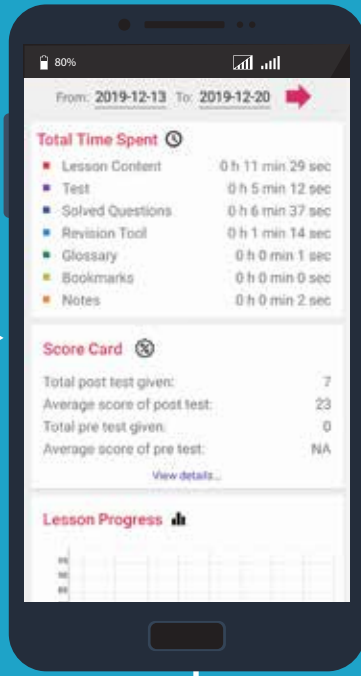 80%
From: 2019-12-13 To: 2019-12-20
Total Time Spent
Lesson Content 0 h 11 min 29 sec
Test 0 h 5 min 12 sec
Solved Questions 0 h 6 min 37 sec
Revision Tool 0 h 1 min 14 sec
Glossary 0 h 0 min 1 sec
Bookmarks 0 h 0 min 0 sec
Notes 0 h 0 min 2 sec
Score Card
Total post test given: 7
Average score of post test: 23
Total pre test given: 0
Average score of pre test: NA
View details...
Lesson Progress